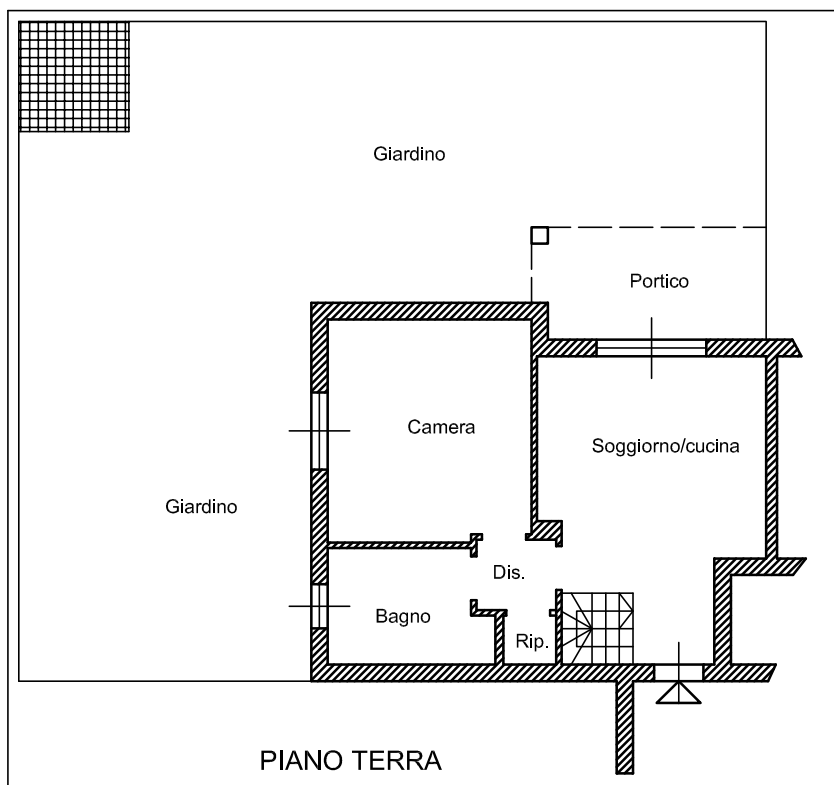 Giardino
Portico
Camera
Soggiorno/cucina
Giardino
Dis.
Bagno
Rip.
PIANO TERRA